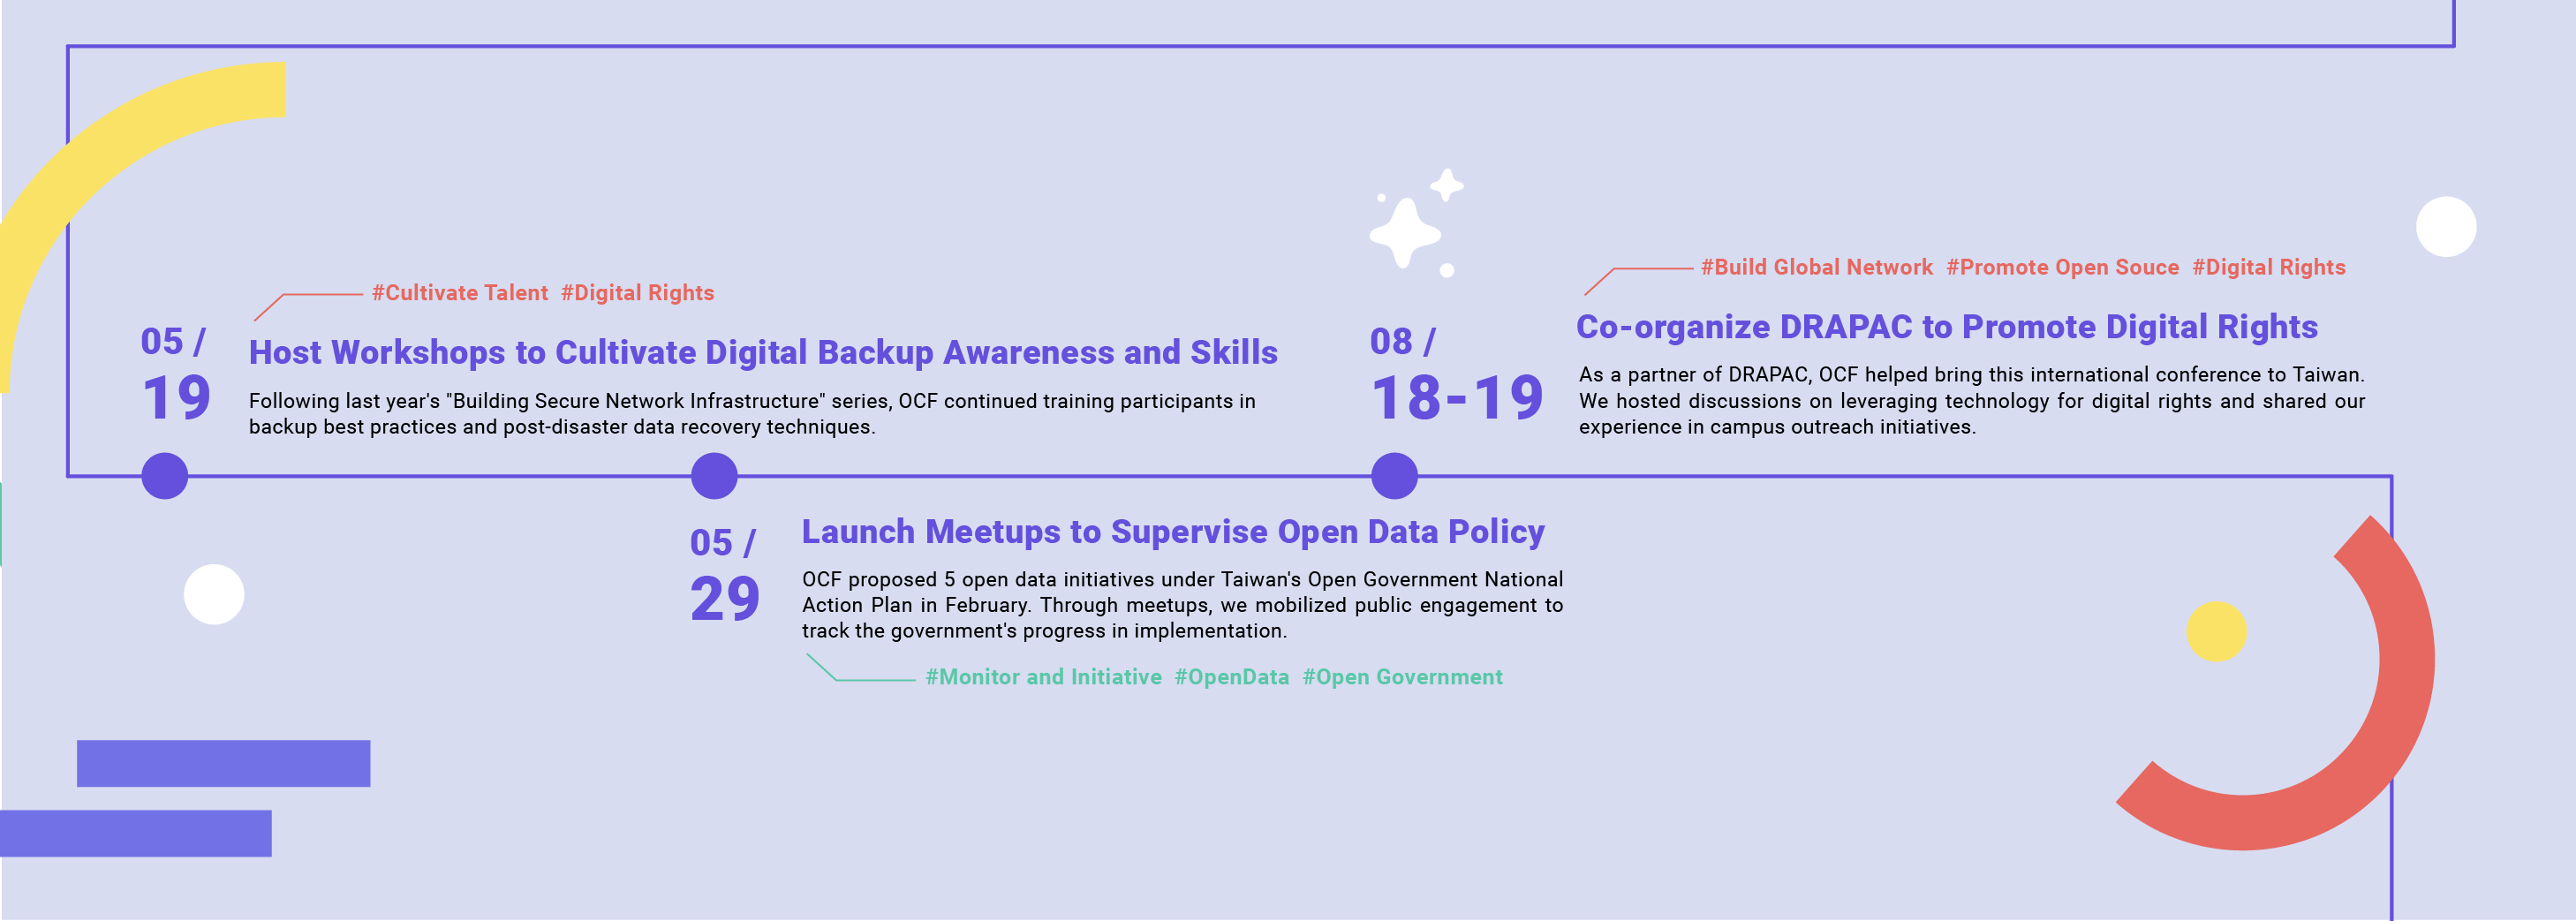 #Cultivate Talent #Digital Rights
05 /
19
Host Workshops to Cultivate Digital Backup Awareness and Skills
Following last year's "Building Secure Network Infrastructure" series, OCF continued training participants in
backup best practices and post-disaster data recovery techniques.
05 /
29
Launch Meetups to Supervise Open Data Policy
OCF proposed 5 open data initiatives under Taiwan's Open Government National
Action Plan in February. Through meetups, we mobilized public engagement to
track the government's progress in implementation.
#Monitor and Initiative #OpenData #Open Government
#Build Global Network #Promote Open Souce #Digital Rights
08 /
18-19
Co-organize DRAPAC to Promote Digital Rights
As a partner of DRAPAC, OCF helped bring this international conference to Taiwan.
We hosted discussions on leveraging technology for digital rights and shared our
experience in campus outreach initiatives.